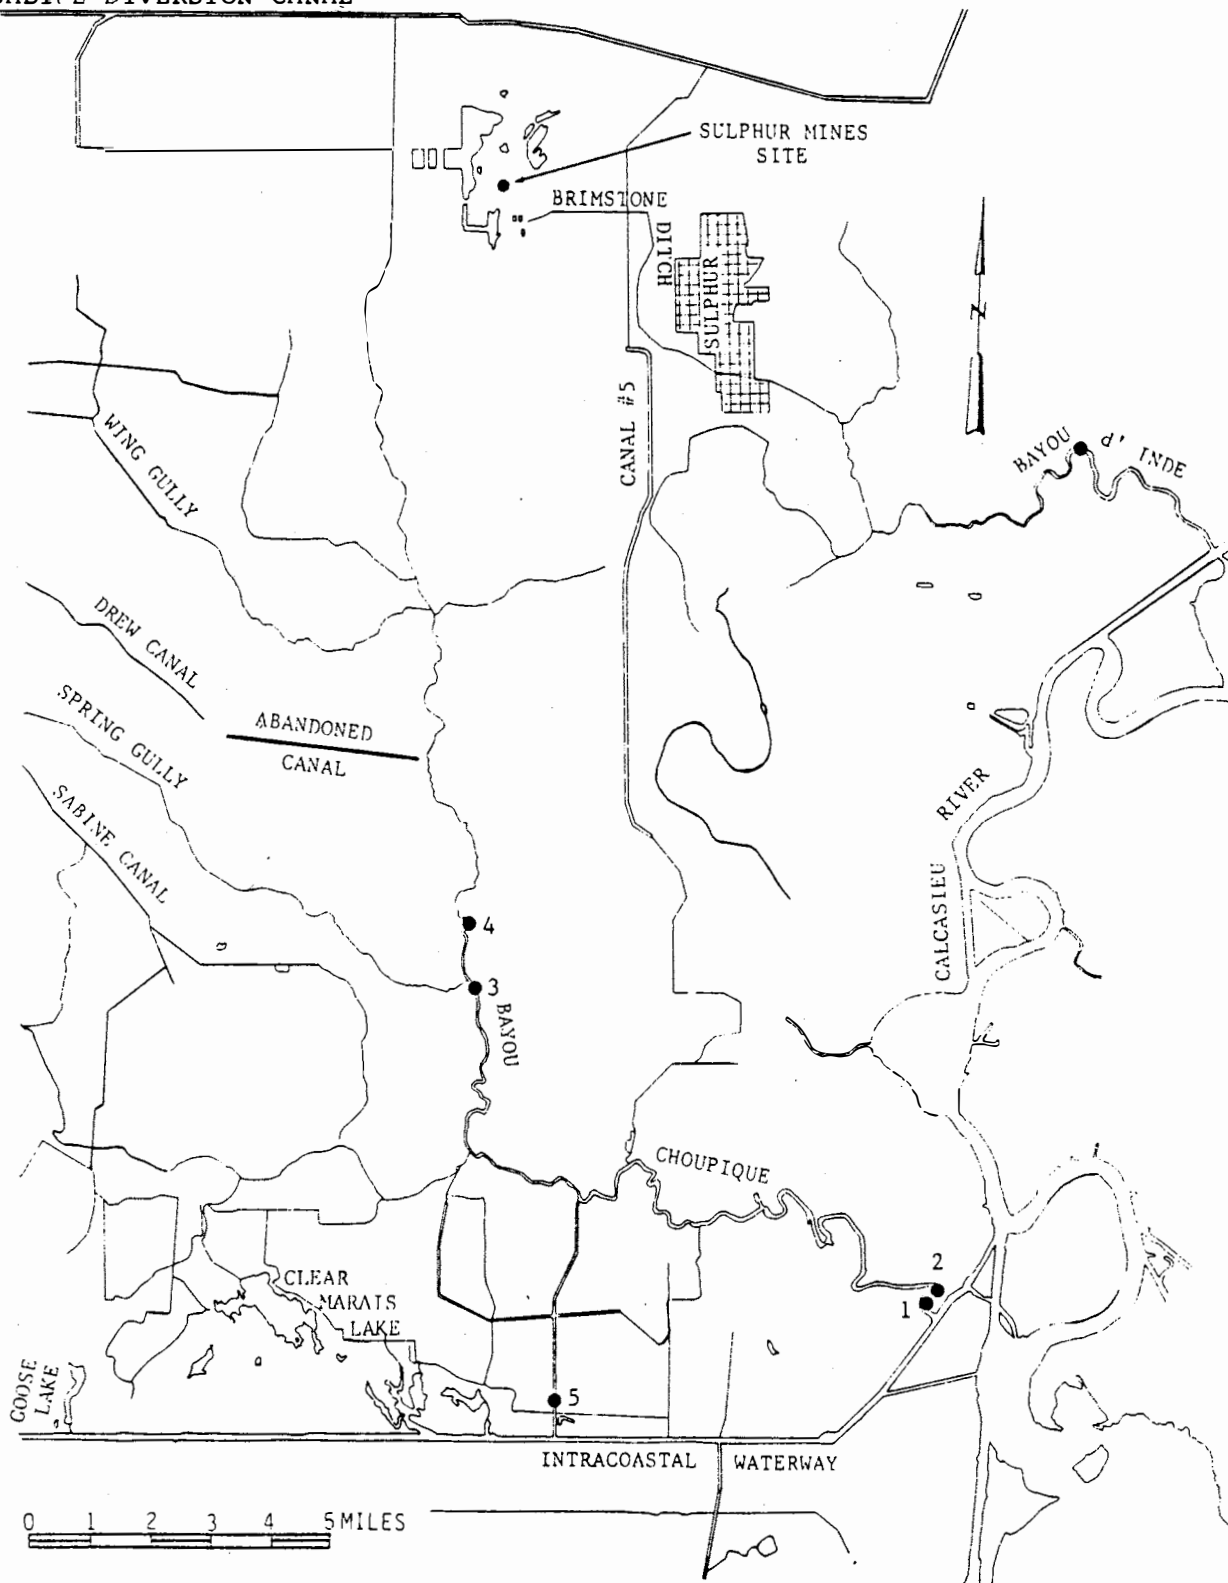 DIVERSION CANAL
SULPHUR MINES
SITE
BRIMSTONE
DITCH
SULPHUR
N
CANAL #5
BAYOU d' INDE
WING GULLY
DREW CANAL
ABANDONED
CANAL
SPRING GULLY
SABINE CANAL
RIVER
CALCASIEU
4
3
BAYOU
CHOUPIQUE
2
1
CLEAR
MARAIS
LAKE
GOOSE
LAKE
5
INTRACOASTAL WATERWAY
0 1 2 3 4 5 MILES